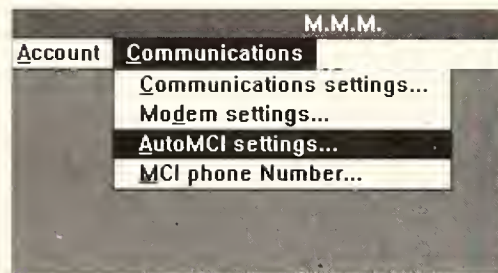 M.M.M.
Account Communications
Communications settings...
Modem settings...
AutoMCI settings...
MCI phone Number...